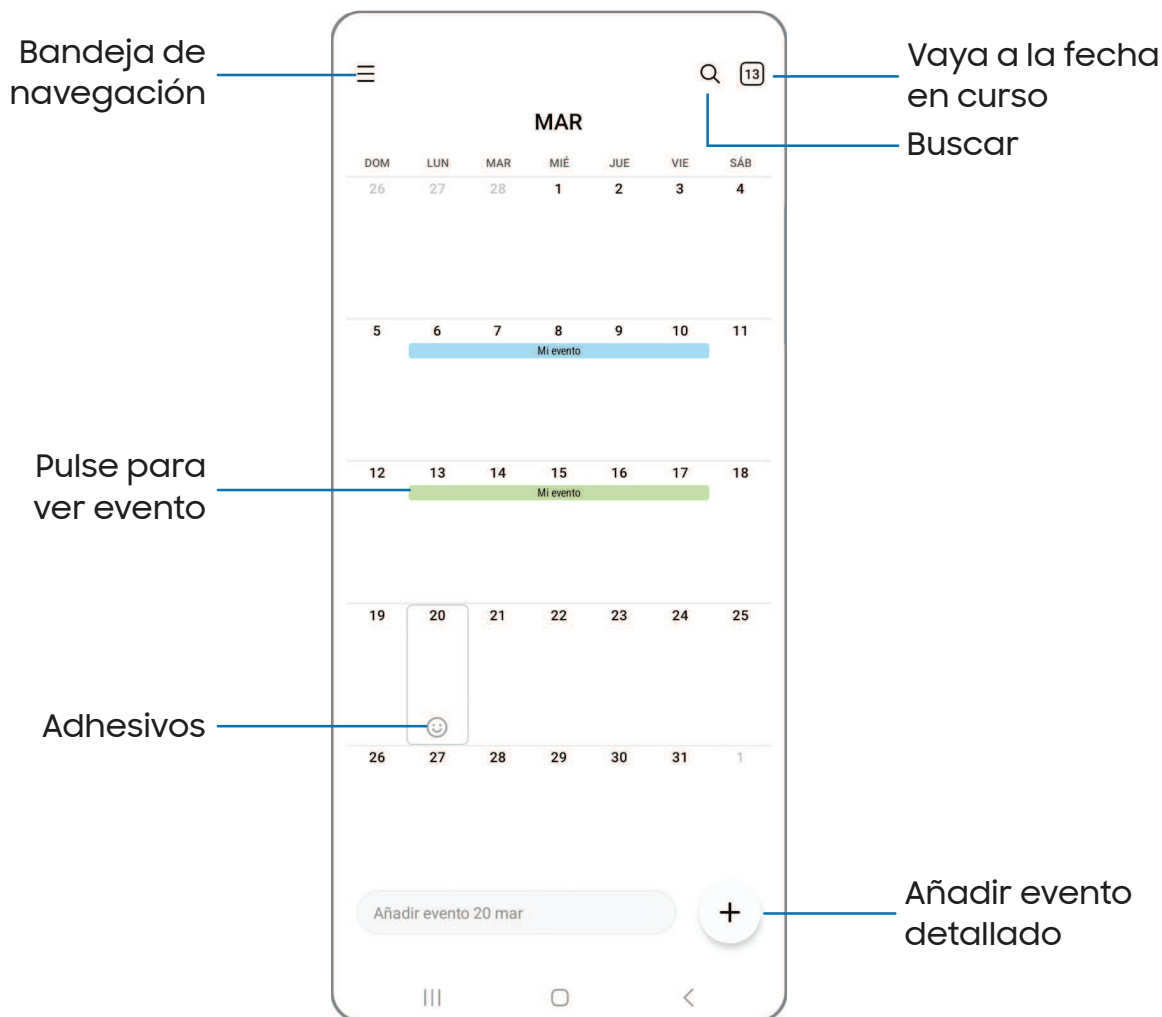 Bandeja de
navegación
Vaya a la fecha
en curso
Buscar
13
MAR
DOM LUN MAR MIÉ JUE VIE SÁB
26 27 28 1 2 3 4
5 6 7 8 9 10 11
Mi evento
Pulse para
ver evento
12 13 14 15 16 17 18
Mi evento
19 20 21 22 23 24 25
Adhesivos
26 27 28 29 30 31 1
Añadir evento 20 mar
Añadir evento
detallado